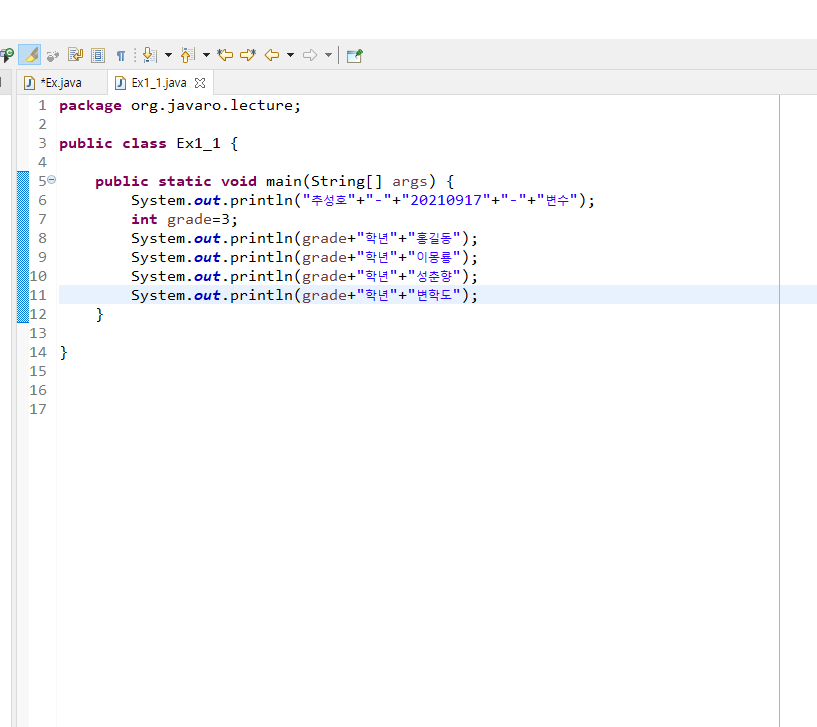 *Ex.java Ex1_1.java
1 package org.javaro.lecture;
2
3 public class Ex1_1 {
4
5 public static void main(String[] args) {
6 System.out.println("추성호"+"-"+"20210917"+"-"+"변수");
7 int grade=3;
8 System.out.println(grade+"학년"+"홍길동");
9 System.out.println(grade+"학년"+"이몽룡");
10 System.out.println(grade+"학년"+"성춘향");
11 System.out.println(grade+"학년"+"변학도");
12 }
13
14 }
15
16
17